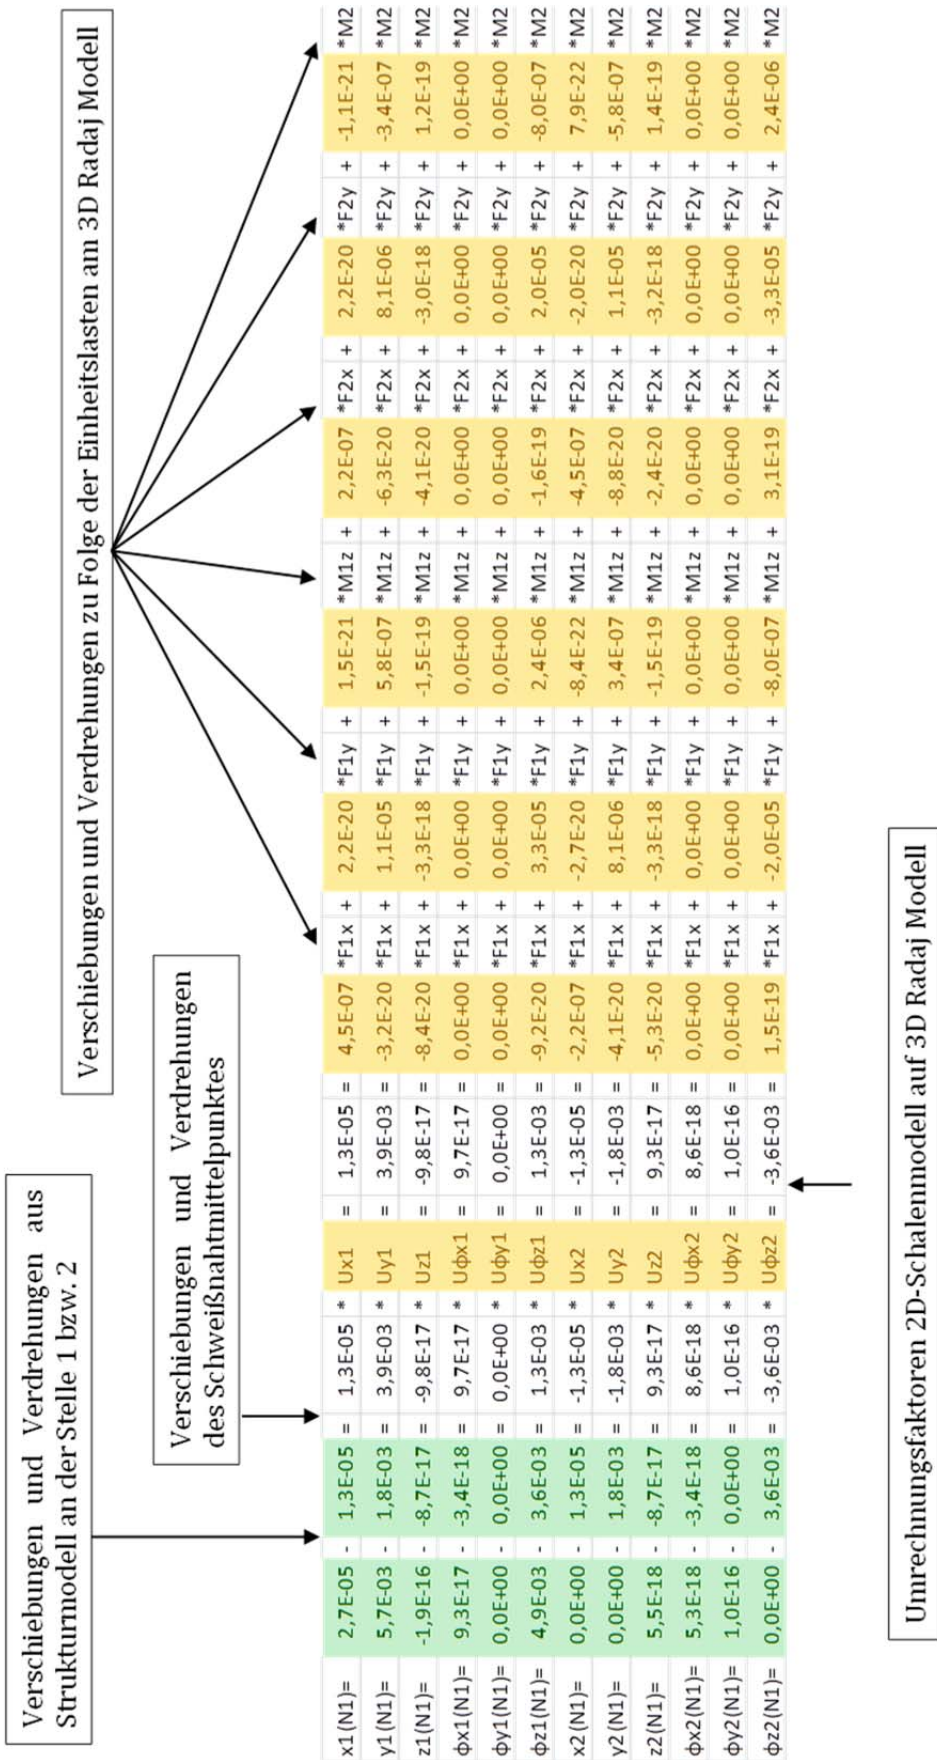 Verschiebungen und Verdrehungen aus
Strukturmodell an der Stelle 1 bzw. 2
Verschiebungen und Verdrehungen
des Schweißnahtmittelpunktes
Verschiebungen und Verdrehungen zu Folge der Einheitslasten am 3D Radaj Modell
x1(N1)= 2,7E-05 - 1,3E-05 = 1,3E-05 * Ux1 = 1,3E-05 = 4,5E-07 *F1x + 2,2E-20 *F1y + 1,5E-21 *M1z + 2,2E-07 *F2x + 2,2E-20 *F2y + -1,1E-21 *M2
y1(N1)= 5,7E-03 - 1,8E-03 = 3,9E-03 * Uy1 = 3,9E-03 = -3,2E-20 *F1x + 1,1E-05 *F1y + 5,8E-07 *M1z + -6,3E-20 *F2x + 8,1E-06 *F2y + -3,4E-07 *M2
z1(N1)= -1,9E-16 - -8,7E-17 = -9,8E-17 * Uz1 = -9,8E-17 = -8,4E-20 *F1x + -3,3E-18 *F1y + -1,5E-19 *M1z + -4,1E-20 *F2x + -3,0E-18 *F2y + 1,2E-19 *M2
ϕx1(N1)= 9,3E-17 - -3,4E-18 = 9,7E-17 * Uϕx1 = 9,7E-17 = 0,0E+00 *F1x + 0,0E+00 *F1y + 0,0E+00 *M1z + 0,0E+00 *F2x + 0,0E+00 *F2y + 0,0E+00 *M2
ϕy1(N1)= 0,0E+00 - 0,0E+00 = 0,0E+00 * Uϕy1 = 0,0E+00 = 0,0E+00 *F1x + 0,0E+00 *F1y + 0,0E+00 *M1z + 0,0E+00 *F2x + 0,0E+00 *F2y + 0,0E+00 *M2
ϕz1(N1)= 4,9E-03 - 3,6E-03 = 1,3E-03 * Uϕz1 = 1,3E-03 = -9,2E-20 *F1x + 3,3E-05 *F1y + 2,4E-06 *M1z + -1,6E-19 *F2x + 2,0E-05 *F2y + -8,0E-07 *M2
x2(N1)= 0,0E+00 - 1,3E-05 = -1,3E-05 * Ux2 = -1,3E-05 = -2,2E-07 *F1x + -2,7E-20 *F1y + -8,4E-22 *M1z + -4,5E-07 *F2x + -2,0E-20 *F2y + 7,9E-22 *M2
y2(N1)= 0,0E+00 - 1,8E-03 = -1,8E-03 * Uy2 = -1,8E-03 = -4,1E-20 *F1x + 8,1E-06 *F1y + 3,4E-07 *M1z + -8,8E-20 *F2x + 1,1E-05 *F2y + -5,8E-07 *M2
z2(N1)= 5,5E-18 - -8,7E-17 = 9,3E-17 * Uz2 = 9,3E-17 = -5,3E-20 *F1x + -3,3E-18 *F1y + -1,5E-19 *M1z + -2,4E-20 *F2x + -3,2E-18 *F2y + 1,4E-19 *M2
ϕx2(N1)= 5,3E-18 - -3,4E-18 = 8,6E-18 * Uϕx2 = 8,6E-18 = 0,0E+00 *F1x + 0,0E+00 *F1y + 0,0E+00 *M1z + 0,0E+00 *F2x + 0,0E+00 *F2y + 0,0E+00 *M2
ϕy2(N1)= 1,0E-16 - 0,0E+00 = 1,0E-16 * Uϕy2 = 1,0E-16 = 0,0E+00 *F1x + 0,0E+00 *F1y + 0,0E+00 *M1z + 0,0E+00 *F2x + 0,0E+00 *F2y + 0,0E+00 *M2
ϕz2(N1)= 0,0E+00 - 3,6E-03 = -3,6E-03 * Uϕz2 = -3,6E-03 = 1,5E-19 *F1x + -2,0E-05 *F1y + -8,0E-07 *M1z + 3,1E-19 *F2x + -3,3E-05 *F2y + 2,4E-06 *M2
Umrechnungsfaktoren 2D-Schalenmodell auf 3D Radaj Modell